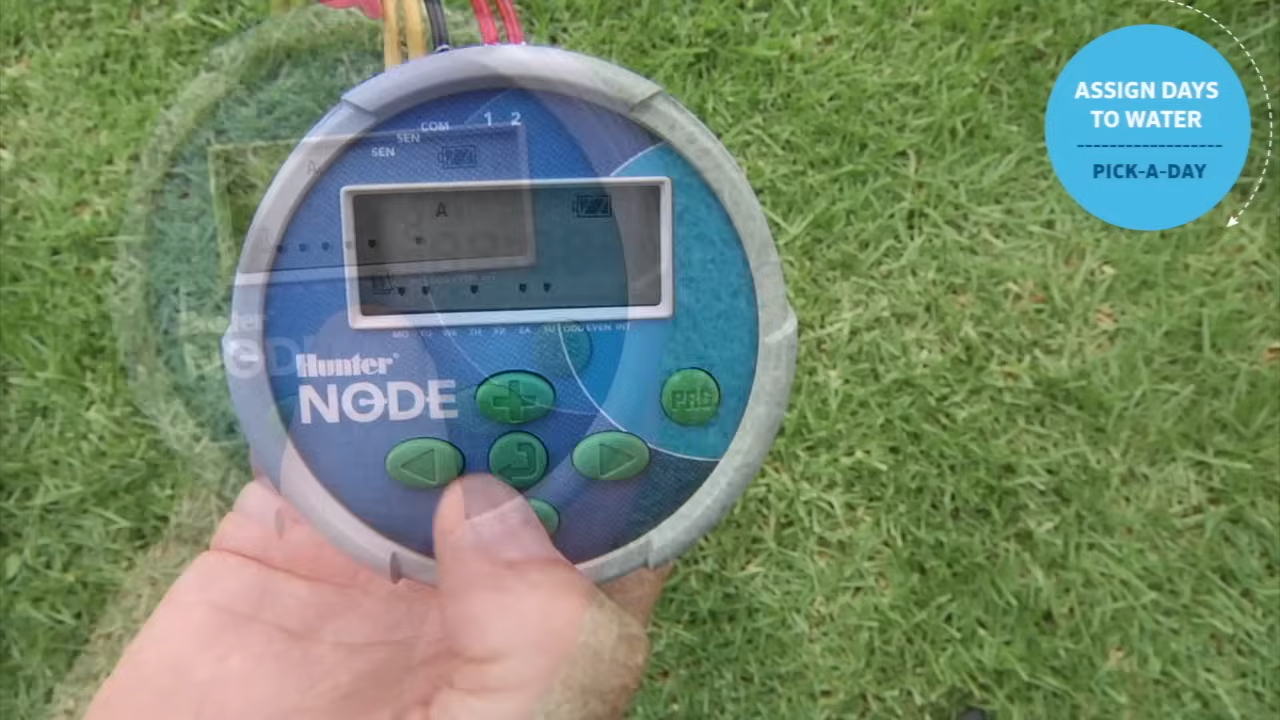 ASSIGN DAYS
TO WATER
PICK-A-DAY
1 2
COM
SEN
SEN
A
A
MO TU WE TH FR SA SU ODD EVEN INT
Hunter®
NODE
PRG